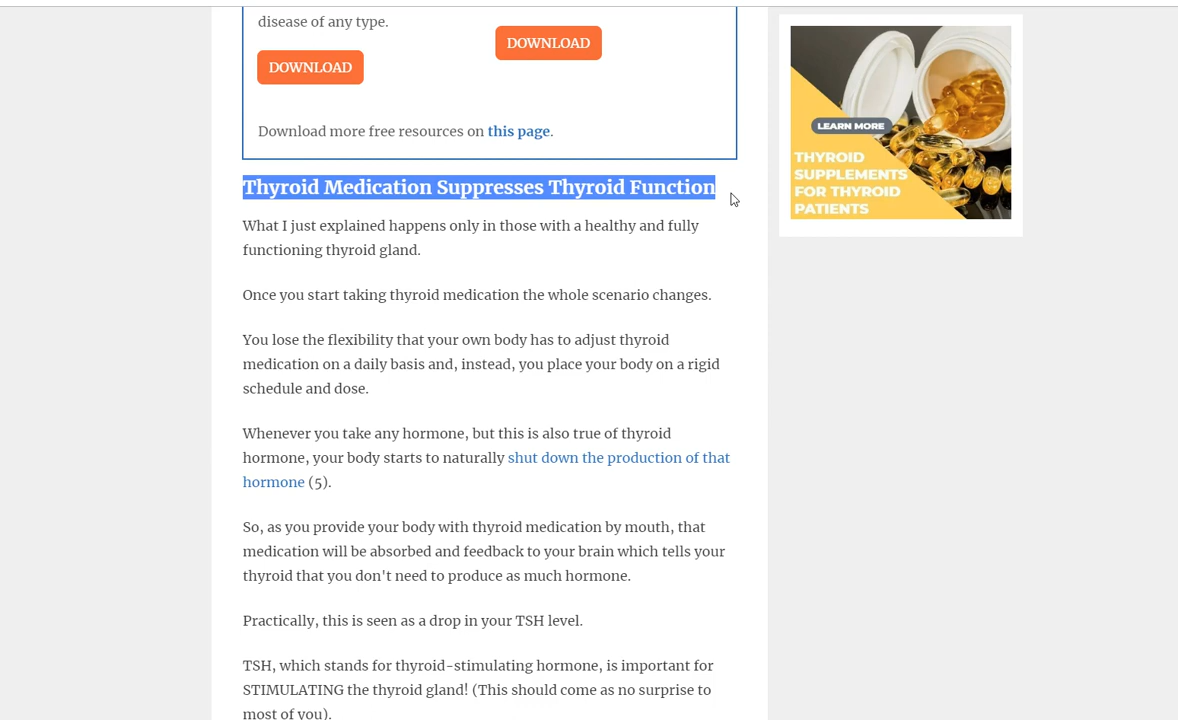 disease of any type.
DOWNLOAD
DOWNLOAD
Download more free resources on this page.
Thyroid Medication Suppresses Thyroid Function
What I just explained happens only in those with a healthy and fully
functioning thyroid gland.
Once you start taking thyroid medication the whole scenario changes.
You lose the flexibility that your own body has to adjust thyroid
medication on a daily basis and, instead, you place your body on a rigid
schedule and dose.
Whenever you take any hormone, but this is also true of thyroid
hormone, your body starts to naturally shut down the production of that
hormone (5).
So, as you provide your body with thyroid medication by mouth, that
medication will be absorbed and feedback to your brain which tells your
thyroid that you don't need to produce as much hormone.
Practically, this is seen as a drop in your TSH level.
TSH, which stands for thyroid-stimulating hormone, is important for
STIMULATING the thyroid gland! (This should come as no surprise to
most of you).
LEARN MORE
THYROID
SUPPLEMENTS
FOR THYROID
PATIENTS